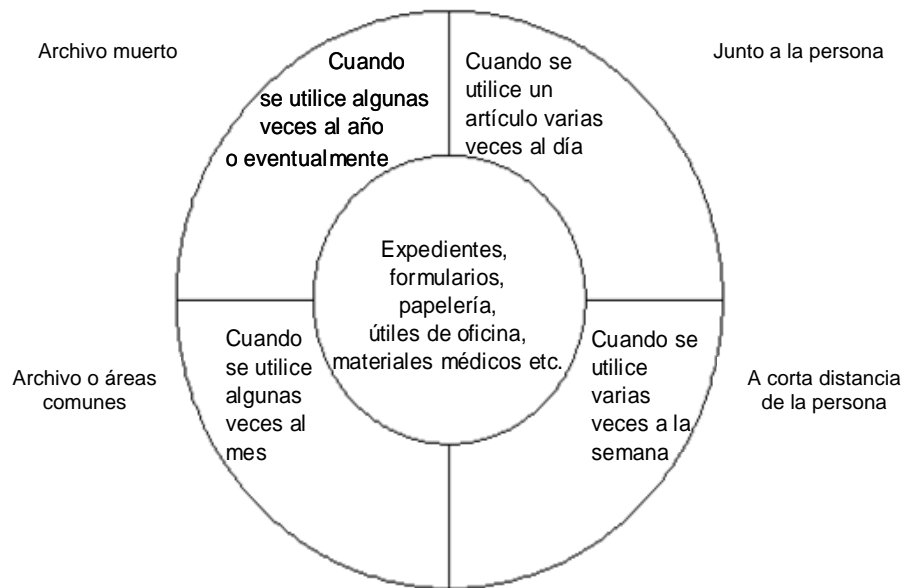 Archivo muerto
Cuando
se utilice algunas
veces al año
o eventualmente
Cuando se
utilice un
artículo varias
veces al día
Junto a la persona
Expedientes,
formularios,
papelería,
útiles de oficina,
materiales médicos etc.
Archivo o áreas
comunes
Cuando
se utilice
algunas
veces al
mes
Cuando se
utilice
varias
veces a la
semana
A corta distancia
de la persona